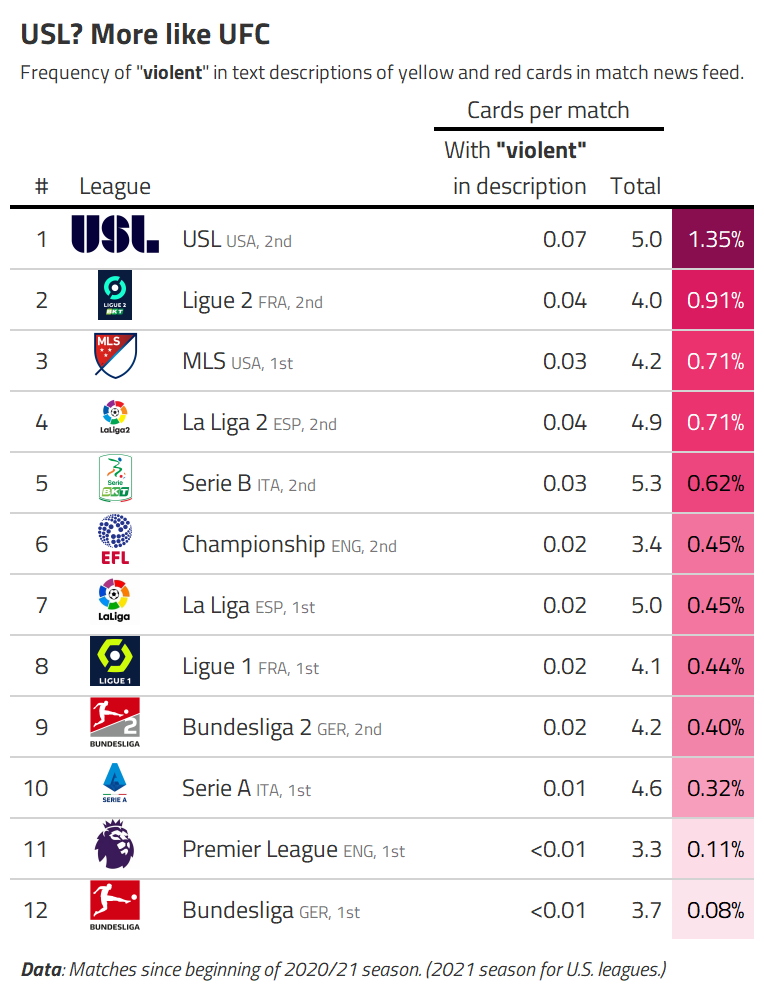 USL? More like UFC
Frequency of "violent" in text descriptions of yellow and red cards in match news feed.
Cards per match
With "violent"
# League in description Total
1 USL USL USA, 2nd 0.07 5.0 1.35%
2 LIGUE 2 BKT Ligue 2 FRA, 2nd 0.04 4.0 0.91%
3 MLS MLS USA, 1st 0.03 4.2 0.71%
4 LaLiga2 La Liga 2 ESP, 2nd 0.04 4.9 0.71%
5 Serie BKT Serie B ITA, 2nd 0.03 5.3 0.62%
6 EFL Championship ENG, 2nd 0.02 3.4 0.45%
7 LaLiga La Liga ESP, 1st 0.02 5.0 0.45%
8 LIGUE 1 Ligue 1 FRA, 1st 0.02 4.1 0.44%
9 2 BUNDESLIGA Bundesliga 2 GER, 2nd 0.02 4.2 0.40%
10 SERIE A Serie A ITA, 1st 0.01 4.6 0.32%
11 Premier League ENG, 1st <0.01 3.3 0.11%
12 BUNDESLIGA Bundesliga GER, 1st <0.01 3.7 0.08%
Data: Matches since beginning of 2020/21 season. (2021 season for U.S. leagues.)